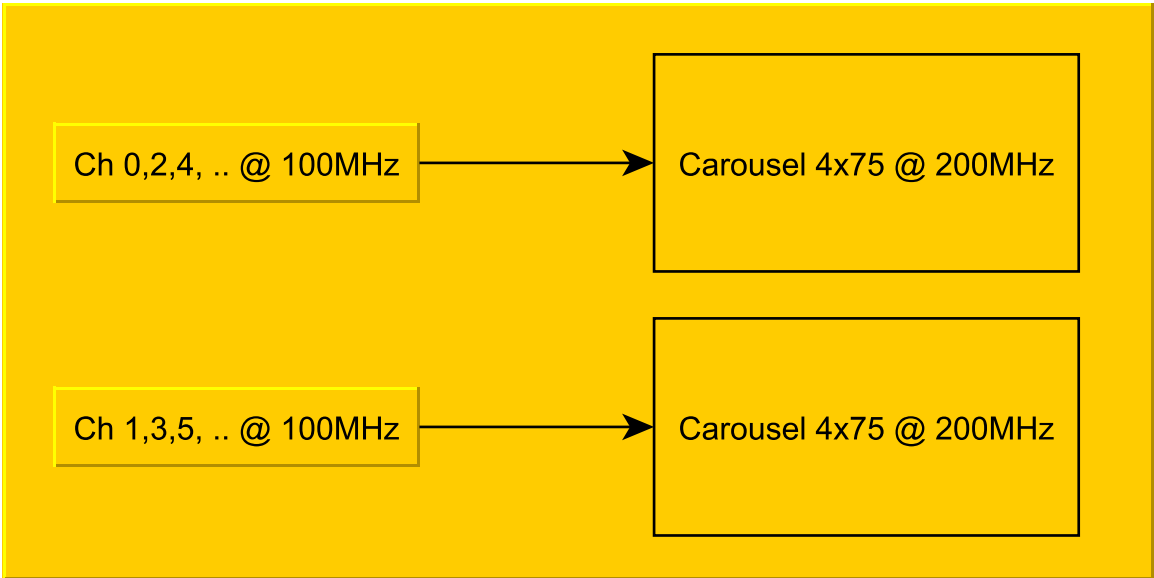 Ch 0,2,4, .. @ 100MHz
Carousel 4x75 @ 200MHz
Ch 1,3,5, .. @ 100MHz
Carousel 4x75 @ 200MHz